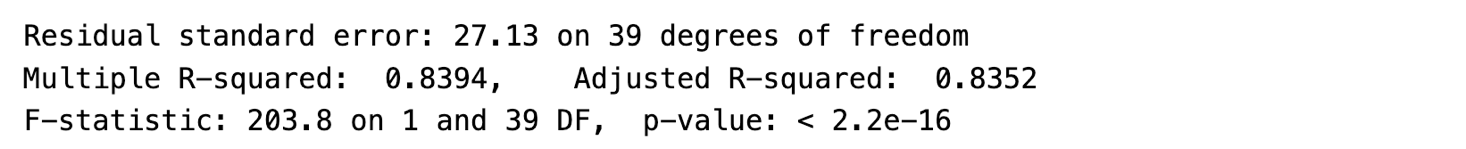 Residual standard error: 27.13 on 39 degrees of freedom
Multiple R-squared:  0.8394,    Adjusted R-squared:  0.8352
F-statistic: 203.8 on 1 and 39 DF,  p-value: < 2.2e-16